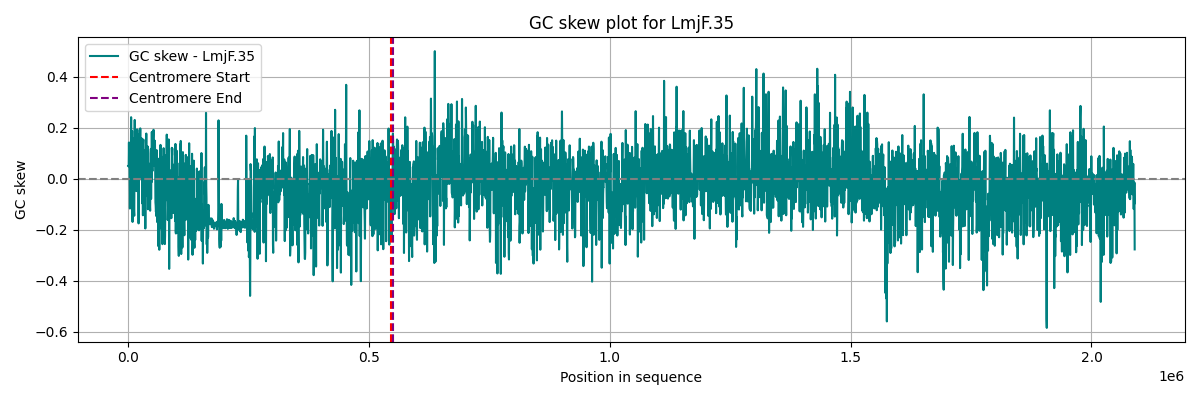 GC skew plot for LmjF.35
GC skew - LmjF.35
Centromere Start
Centromere End
GC skew
0.4
0.2
0.0
−0.2
−0.4
−0.6
0.0 0.5 1.0 1.5 2.0
1e6
Position in sequence